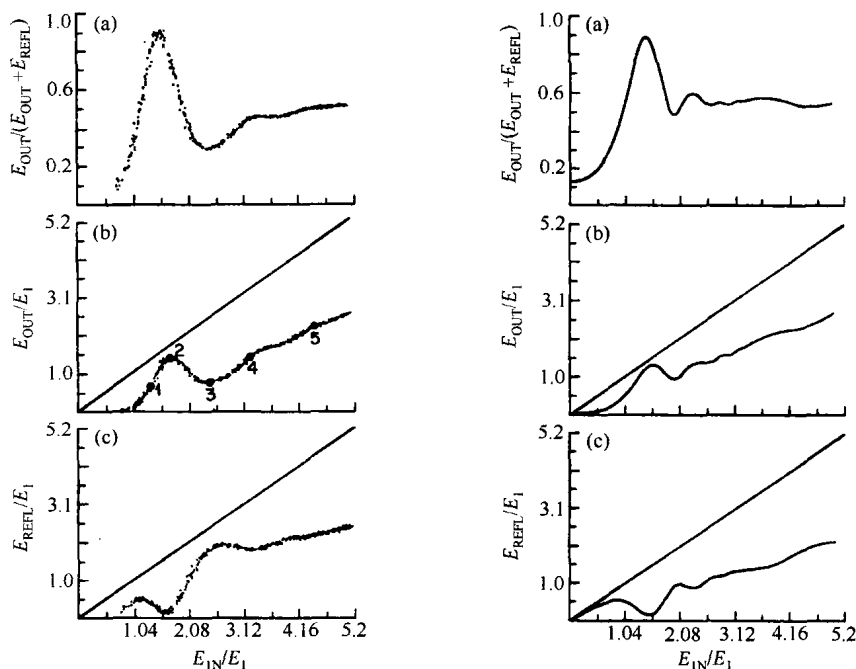 (a)
E_OUT/(E_OUT + E_REFL)
1.0
0.6
0.2
(b)
E_OUT/E_1
5.2
3.1
1.0
1
2
3
4
5
(c)
E_REFL/E_1
5.2
3.1
1.0
1.04 2.08 3.12 4.16 5.2
E_IN/E_1
(a)
E_OUT/(E_OUT + E_REFL)
1.0
0.6
0.2
(b)
E_OUT/E_1
5.2
3.1
1.0
(c)
E_REFL/E_1
5.2
3.1
1.0
1.04 2.08 3.12 4.16 5.2
E_IN/E_1